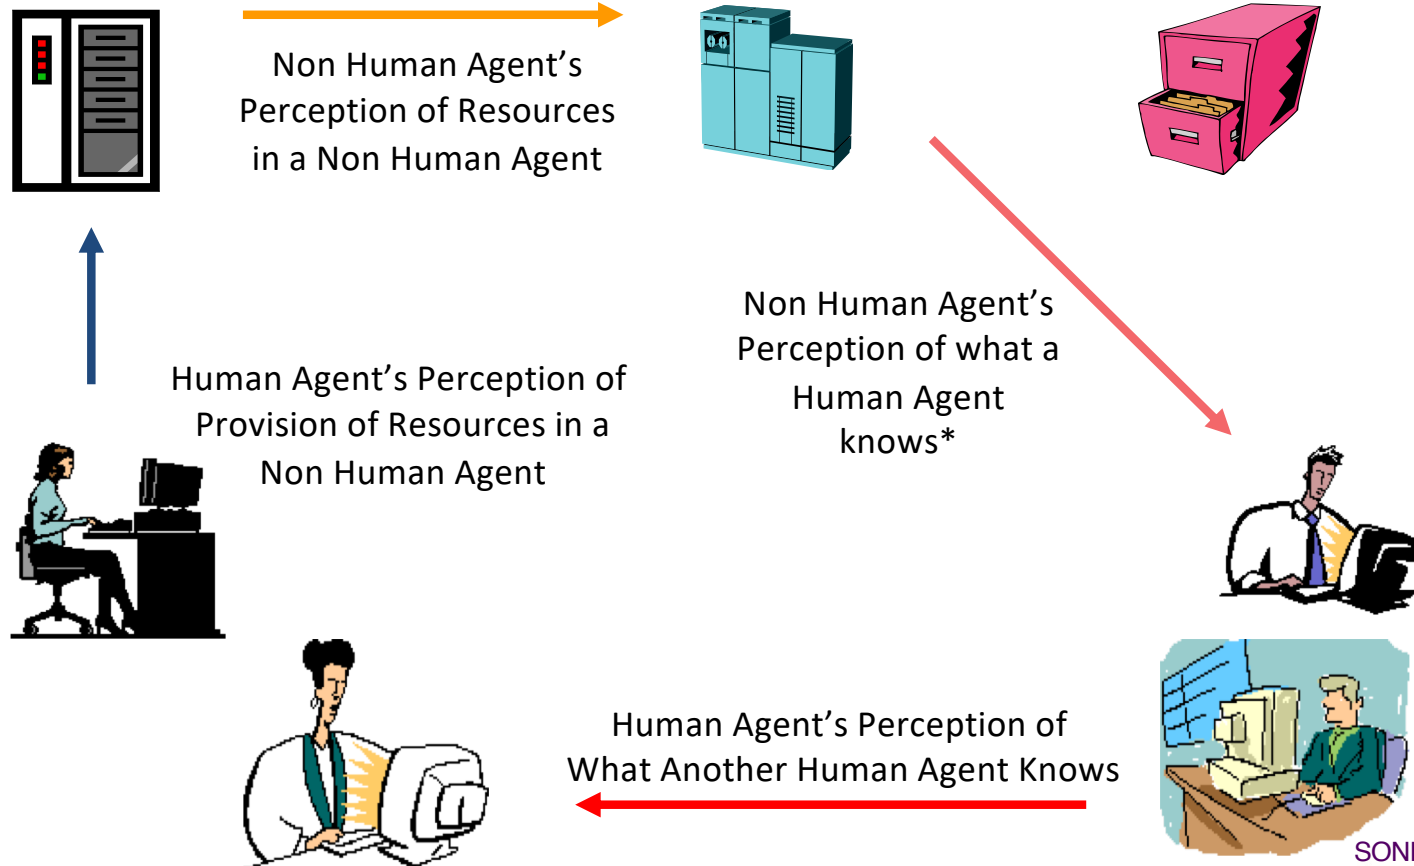 Non Human Agent’s
Perception of Resources
in a Non Human Agent
Non Human Agent’s
Perception of what a
Human Agent
knows*
Human Agent’s Perception of
Provision of Resources in a
Non Human Agent
Human Agent’s Perception of
What Another Human Agent Knows